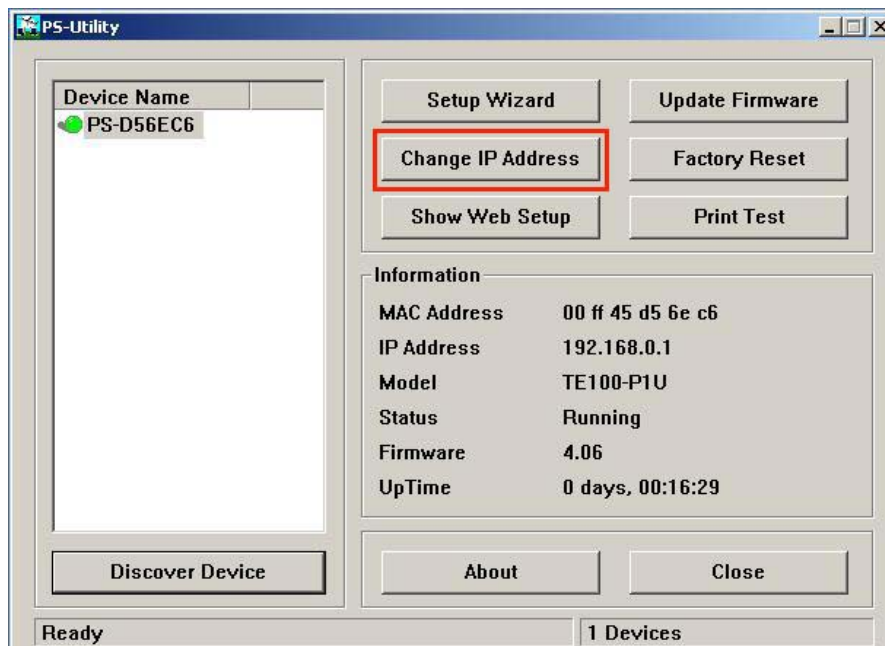 PS-Utility
Device Name
PS-D56EC6
Discover Device
Setup Wizard
Update Firmware
Change IP Address
Factory Reset
Show Web Setup
Print Test
Information
MAC Address 00 ff 45 d5 6e c6
IP Address 192.168.0.1
Model TE100-P1U
Status Running
Firmware 4.06
UpTime 0 days, 00:16:29
About
Close
Ready
1 Devices